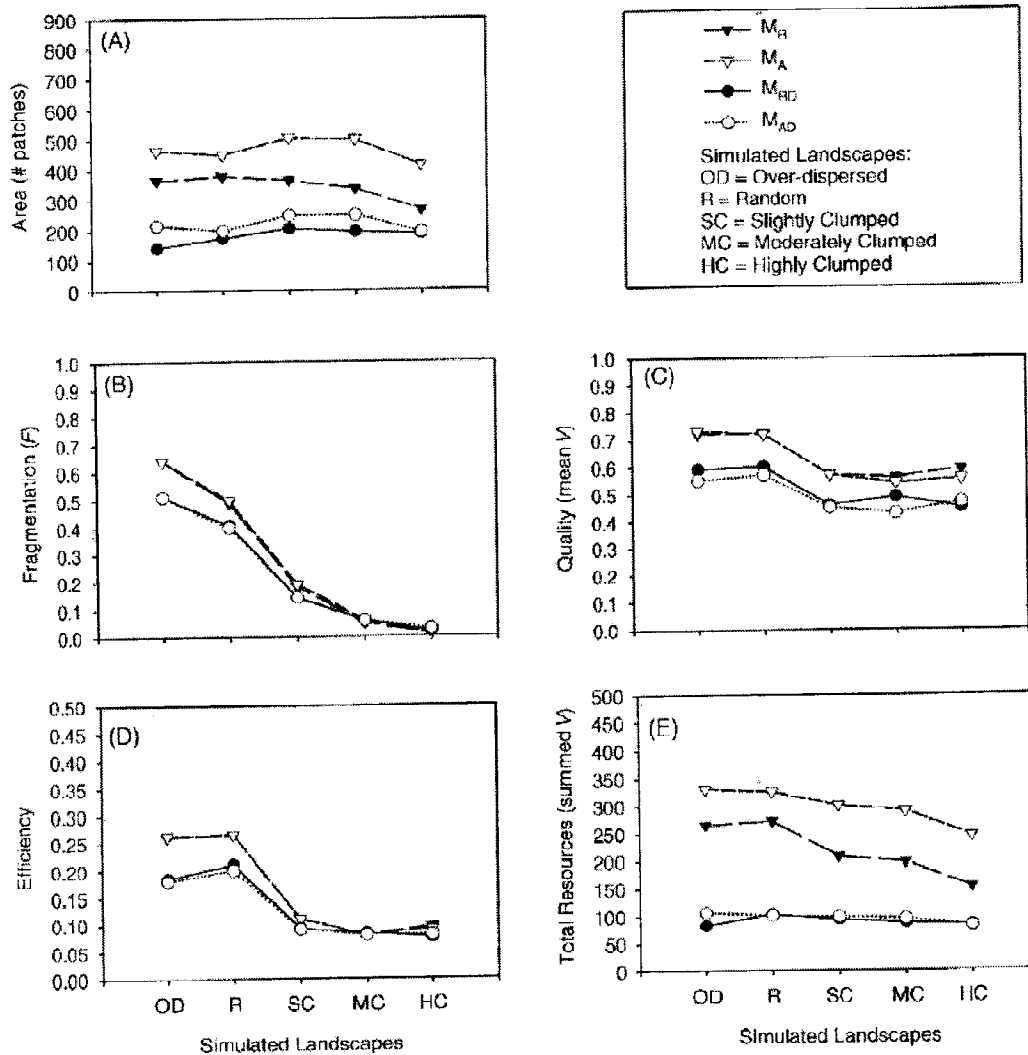 (A)
Area (# patches)
900
800
700
600
500
400
300
200
100
0
M_R
M_A
M_RD
M_AD
Simulated Landscapes:
OD = Over-dispersed
R = Random
SC = Slightly Clumped
MC = Moderately Clumped
HC = Highly Clumped
(B)
Fragmentation (F)
1.0
0.9
0.8
0.7
0.6
0.5
0.4
0.3
0.2
0.1
0.0
(C)
Quality (mean V)
1.0
0.9
0.8
0.7
0.6
0.5
0.4
0.3
0.2
0.1
0.0
(D)
Efficiency
0.50
0.45
0.40
0.35
0.30
0.25
0.20
0.15
0.10
0.05
0.00
OD R SC MC HC
Simulated Landscapes
(E)
Total Resources (summed V)
500
450
400
350
300
250
200
150
100
50
0
OD R SC MC HC
Simulated Landscapes